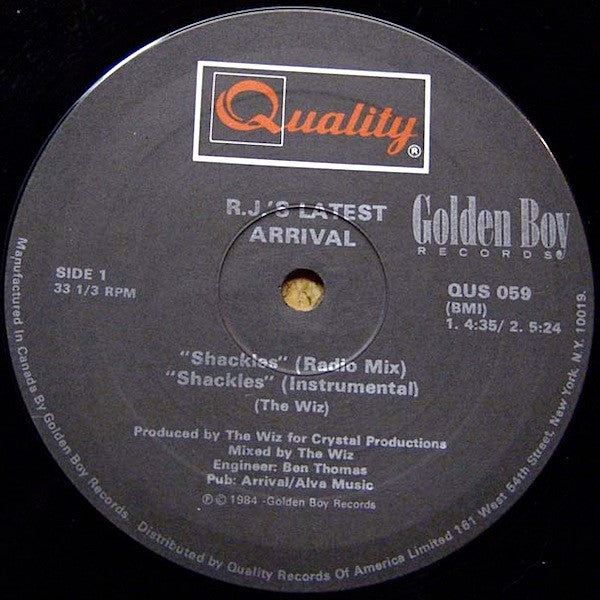 Quality®
R.J.'S LATEST
ARRIVAL
Golden Boy
RECORDS
SIDE 1
33 1/3 RPM
QUS 059
(BMI)
1. 4:35/ 2. 5:24
"Shackles" (Radio Mix)
"Shackles" (Instrumental)
(The Wiz)
Produced by The Wiz for Crystal Productions
Mixed by The Wiz
Engineer: Ben Thomas
Pub: Arrival/Alva Music
℗ © 1984 -Golden Boy Records
Manufactured In Canada By Golden Boy Records. Distributed by Quality Records Of America Limited 161 West 54th Street, New York, N.Y. 10019.